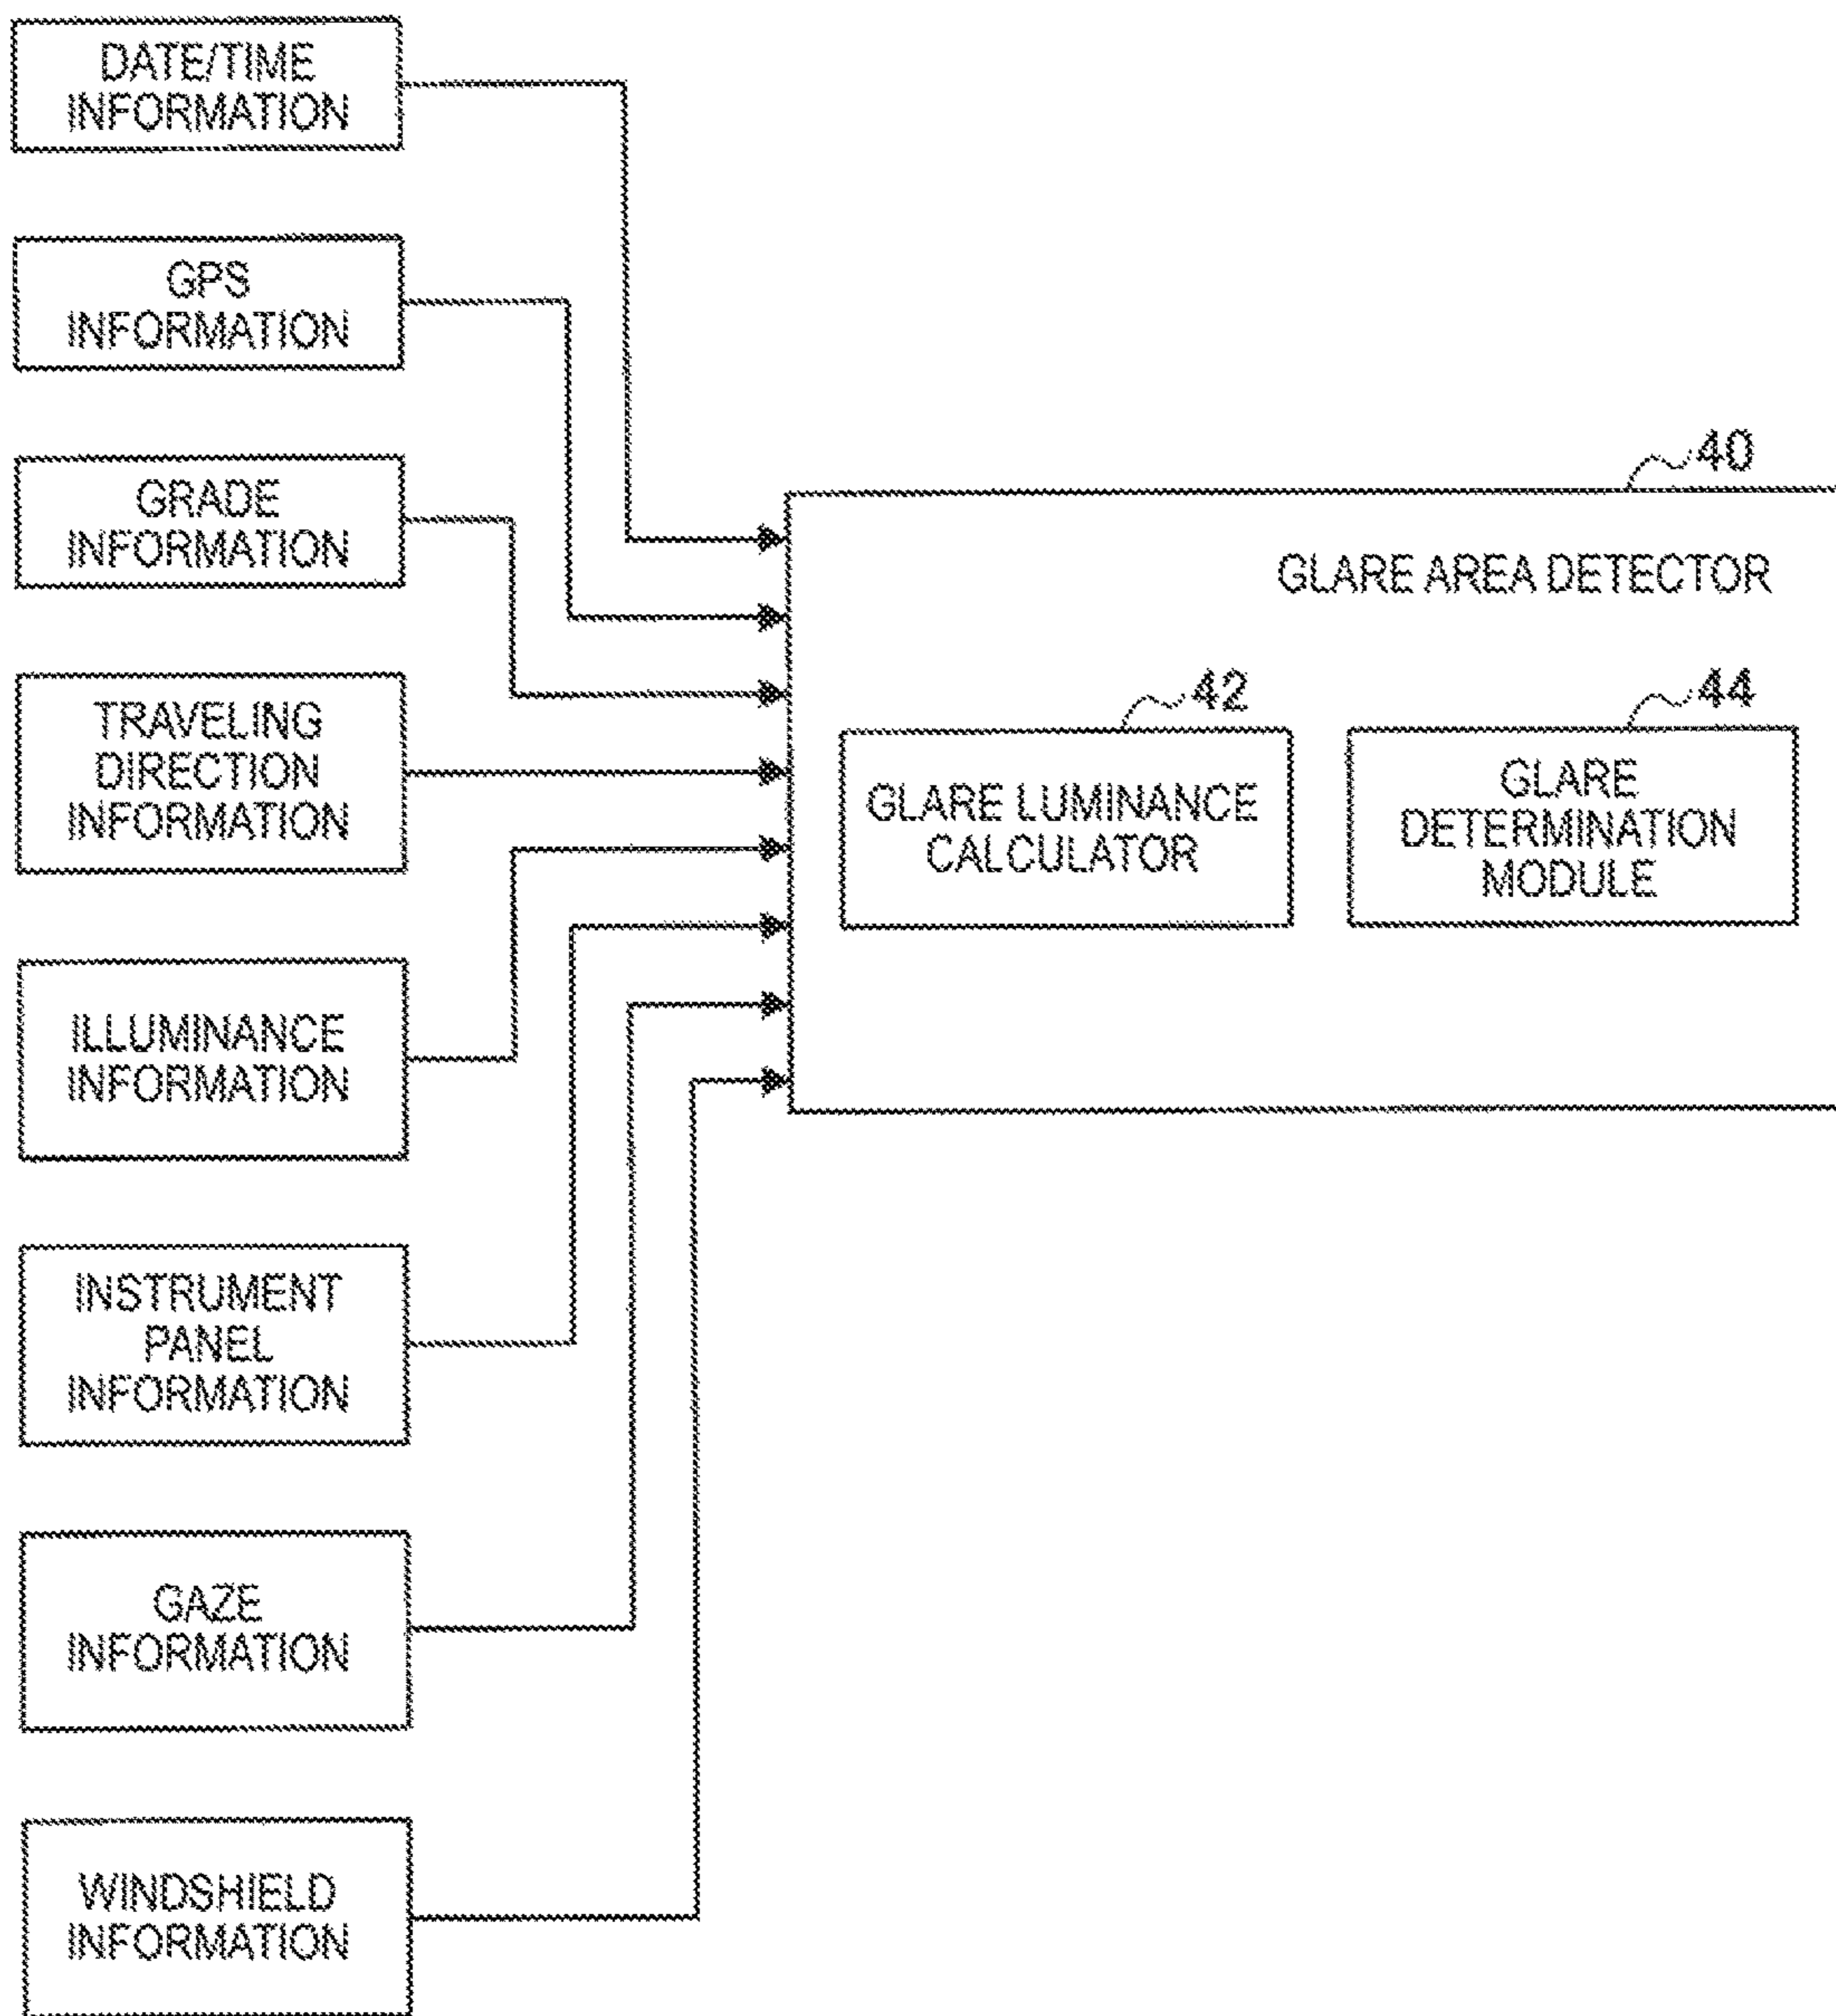 DATE/TIME
INFORMATION
GPS
INFORMATION
GRADE
INFORMATION
TRAVELING
DIRECTION
INFORMATION
ILLUMINANCE
INFORMATION
INSTRUMENT
PANEL
INFORMATION
GAZE
INFORMATION
WINDSHIELD
INFORMATION
40
GLARE AREA DETECTOR
42
GLARE LUMINANCE
CALCULATOR
44
GLARE
DETERMINATION
MODULE